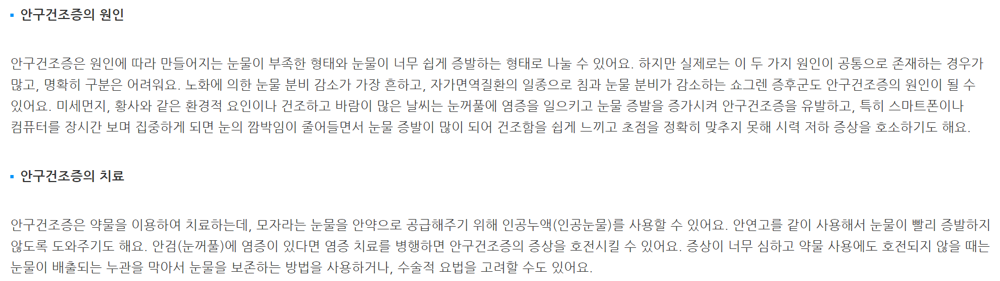 안구건조증의 원인
안구건조증은 원인에 따라 만들어지는 눈물이 부족한 형태와 눈물이 너무 쉽게 증발하는 형태로 나눌 수 있어요. 하지만 실제로는 이 두 가지 원인이 공통으로 존재하는 경우가
많고, 명확히 구분은 어려워요. 노화에 의한 눈물 분비 감소가 가장 흔하고, 자가면역질환의 일종으로 침과 눈물 분비가 감소하는 쇼그렌 증후군도 안구건조증의 원인이 될 수
있어요. 미세먼지, 황사와 같은 환경적 요인이나 건조하고 바람이 많은 날씨는 눈꺼풀에 염증을 일으키고 눈물 증발을 증가시켜 안구건조증을 유발하고, 특히 스마트폰이나
컴퓨터를 장시간 보며 집중하게 되면 눈의 깜박임이 줄어들면서 눈물 증발이 많이 되어 건조함을 쉽게 느끼고 초점을 정확히 맞추지 못해 시력 저하 증상을 호소하기도 해요.
안구건조증의 치료
안구건조증은 약물을 이용하여 치료하는데, 모자라는 눈물을 안약으로 공급해주기 위해 인공누액(인공눈물)를 사용할 수 있어요. 안연고를 같이 사용해서 눈물이 빨리 증발하지
않도록 도와주기도 해요. 안검(눈꺼풀)에 염증이 있다면 염증 치료를 병행하면 안구건조증의 증상을 호전시킬 수 있어요. 증상이 너무 심하고 약물 사용에도 호전되지 않을 때는
눈물이 배출되는 누관을 막아서 눈물을 보존하는 방법을 사용하거나, 수술적 요법을 고려할 수도 있어요.